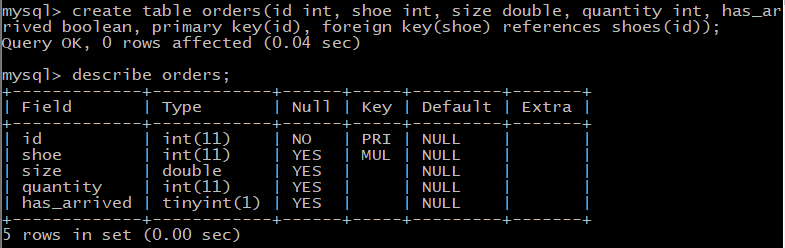 mysql> create table orders(id int, shoe int, size double, quantity int, has_ar
rived boolean, primary key(id), foreign key(shoe) references shoes(id));
Query OK, 0 rows affected (0.04 sec)

mysql> describe orders;
+-------------+------------+------+-----+---------+-------+
| Field       | Type       | Null | Key | Default | Extra |
+-------------+------------+------+-----+---------+-------+
| id          | int(11)    | NO   | PRI | NULL    |       |
| shoe        | int(11)    | YES  | MUL | NULL    |       |
| size        | double     | YES  |     | NULL    |       |
| quantity    | int(11)    | YES  |     | NULL    |       |
| has_arrived | tinyint(1) | YES  |     | NULL    |       |
+-------------+------------+------+-----+---------+-------+
5 rows in set (0.00 sec)